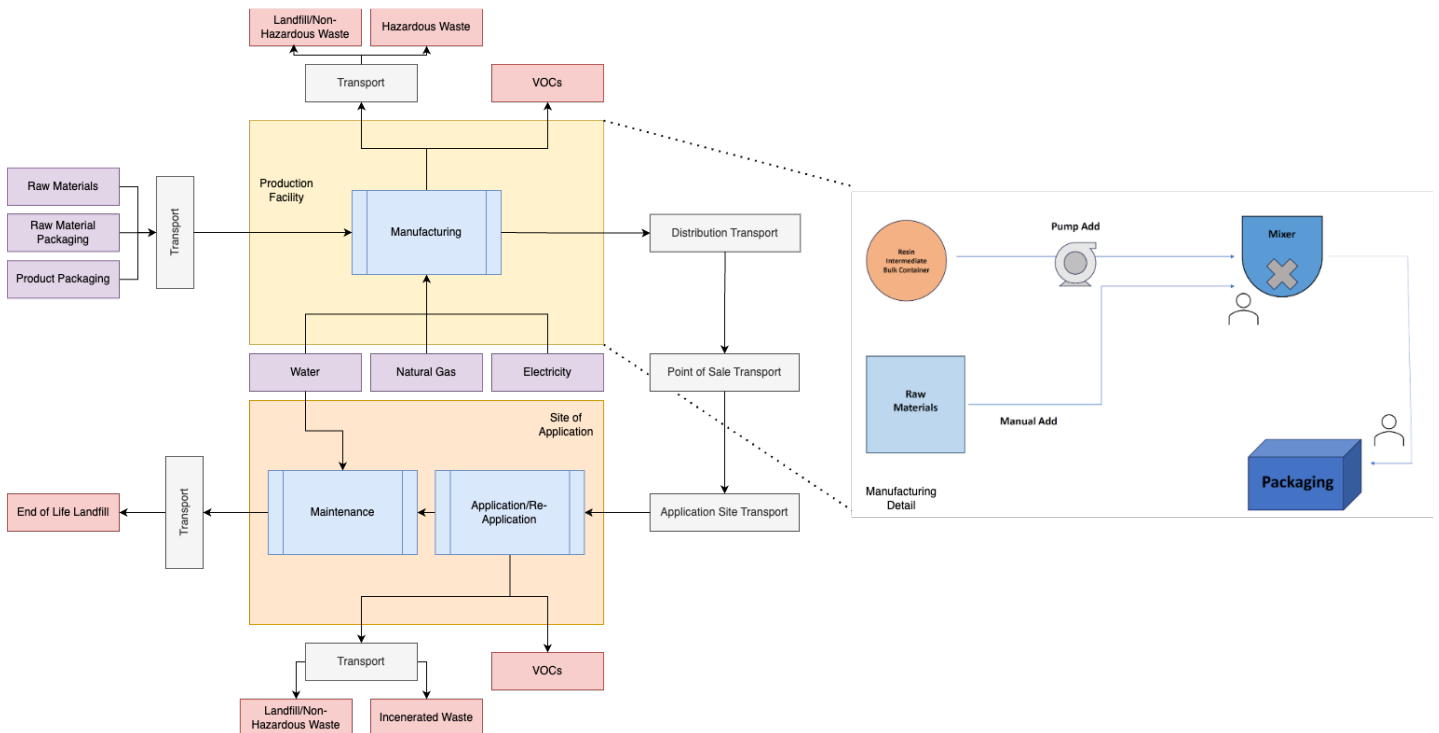 Landfill/Non-
Hazardous Waste
Hazardous Waste
Transport
VOCs
Raw Materials
Raw Material
Packaging
Product Packaging
Transport
Production
Facility
Manufacturing
Distribution Transport
Water
Natural Gas
Electricity
Point of Sale Transport
Site of
Application
Maintenance
Application/Re-
Application
Application Site Transport
Transport
End of Life Landfill
Transport
VOCs
Landfill/Non-
Hazardous Waste
Incenerated Waste
Resin
Intermediate
Bulk Container
Pump Add
Mixer
Raw
Materials
Manual Add
Packaging
Manufacturing
Detail